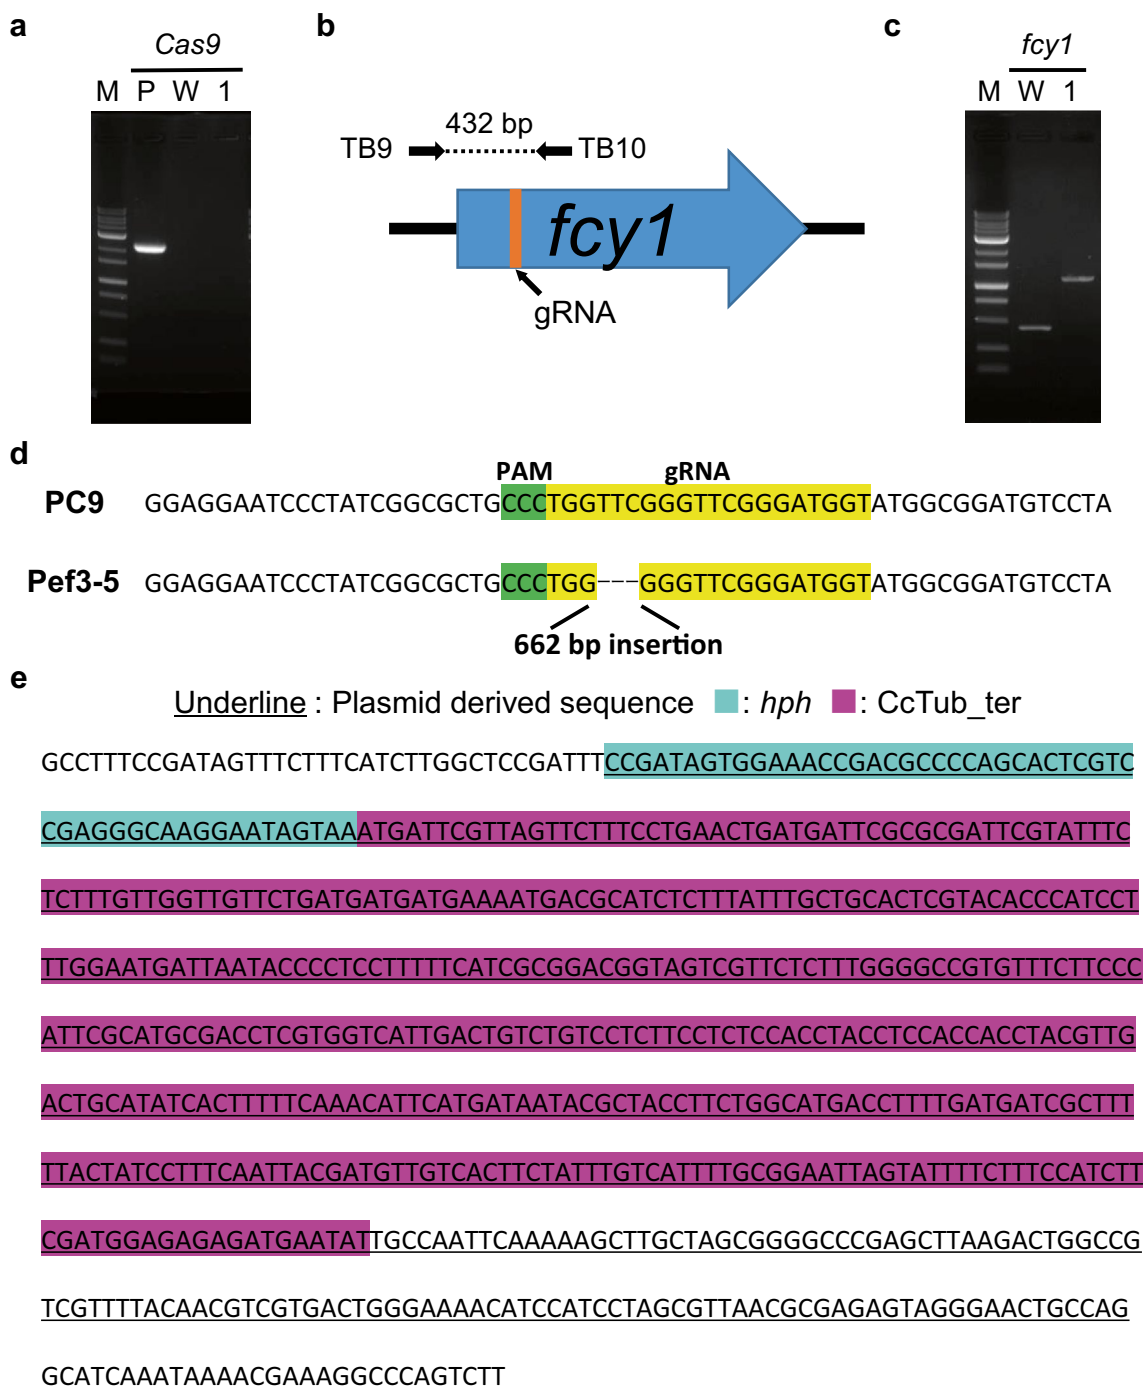 a
b
c
Cas9
fcy1
M P W 1
432 bp
TB9
TB10
fcy1
gRNA
M W 1
d
PAM gRNA
PC9 GGAGGAATCCCTATCGGCGCTGCCCTGGTTCGGGTTCGGGATGGTATGGCGGATGTCCTA
Pef3-5 GGAGGAATCCCTATCGGCGCTGCCCTGG---GGGTTCGGGATGGTATGGCGGATGTCCTA
662 bp insertion
e
Underline : Plasmid derived sequence : hph : CcTub_ter
GCCTTTCCGATAGTTTCTTTCATCTTGGCTCCGATTTCCGATAGTGGAAACCGACGCCCCAGCACTCGTC
CGAGGGCAAGGAATAGTAAATGATTCGTTAGTTCTTTCCTGAACTGATGATTCGCGCGATTCGTATTTC
TCTTTGTTGGTTGTTCTGATGATGATGAAAATGACGCATCTCTTTATTTGCTGCACTCGTACACCCATCCT
TTGGAATGATTAATACCCCTCCTTTTTCATCGCGGACGGTAGTCGTTCTCTTTGGGGCCGTGTTTCTTCCC
ATTCGCATGCGACCTCGTGGTCATTGACTGTCTGTCCTCTTCCTCTCCACCTACCTCCACCACCTACGTTG
ACTGCATATCACTTTTTCAAACATTCATGATAATACGCTACCTTCTGGCATGACCTTTTGATGATCGCTTT
TTACTATCCTTTCAATTACGATGTTGTCACTTCTATTTGTCATTTTGCGGAATTAGTATTTTCTTTCCATCTT
CGATGGAGAGAGATGAATATTGCCAATTCAAAAAGCTTGCTAGCGGGGCCCGAGCTTAAGACTGGCCG
TCGTTTTACAACGTCGTGACTGGGAAAACATCCATCCTAGCGTTAACGCGAGAGTAGGGAACTGCCAG
GCATCAAATAAAACGAAAGGCCCAGTCTT